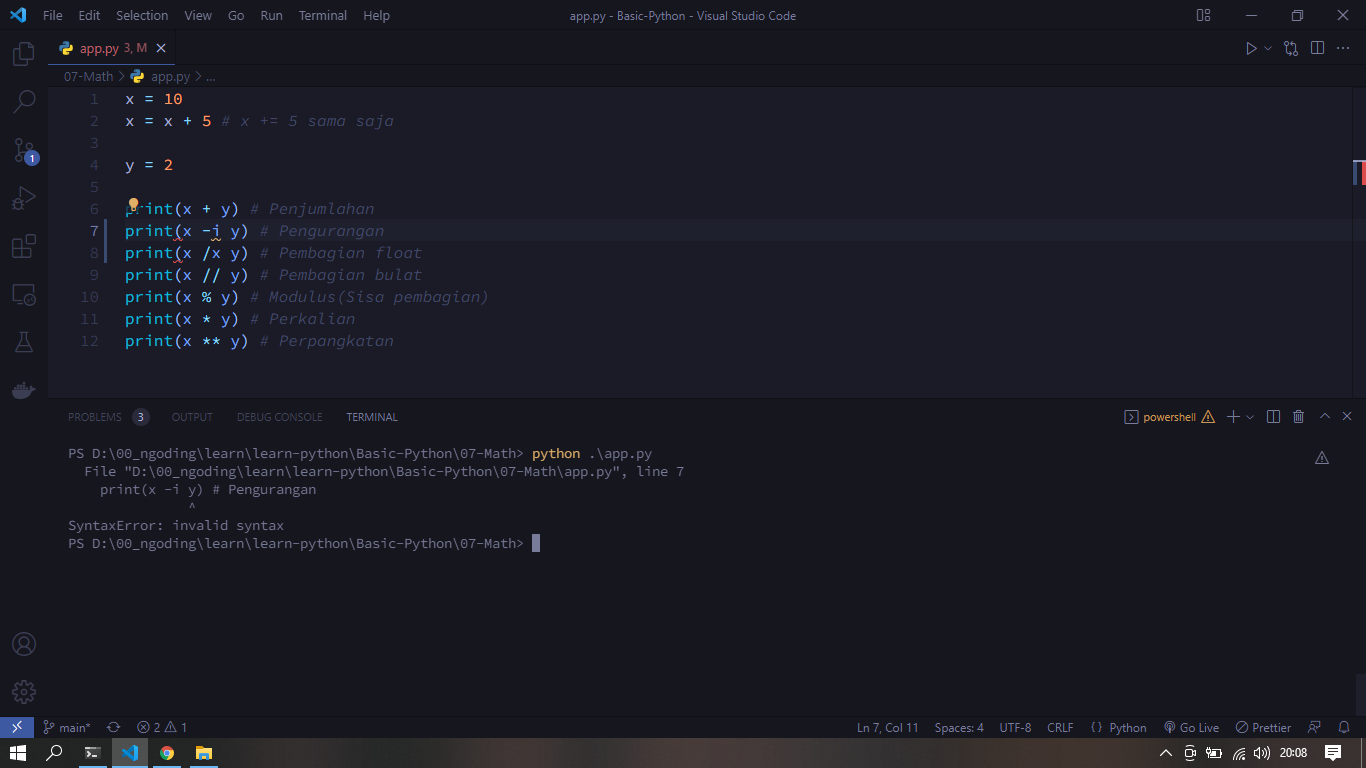 File Edit Selection View Go Run Terminal Help app.py - Basic-Python - Visual Studio Code
app.py 3, M
07-Math > app.py > ...
1 x = 10
2 x = x + 5 # x += 5 sama saja
3
4 y = 2
5
6 print(x + y) # Penjumlahan
7 print(x -i y) # Pengurangan
8 print(x /x y) # Pembagian float
9 print(x // y) # Pembagian bulat
10 print(x % y) # Modulus(Sisa pembagian)
11 print(x * y) # Perkalian
12 print(x ** y) # Perpangkatan
1
PROBLEMS 3 OUTPUT DEBUG CONSOLE TERMINAL powershell
PS D:\00_ngoding\learn\learn-python\Basic-Python\07-Math> python .\app.py
File "D:\00_ngoding\learn\learn-python\Basic-Python\07-Math\app.py", line 7
print(x -i y) # Pengurangan
^
SyntaxError: invalid syntax
PS D:\00_ngoding\learn\learn-python\Basic-Python\07-Math>
main* 2 1 Ln 7, Col 11 Spaces: 4 UTF-8 CRLF { } Python Go Live Prettier
20:08